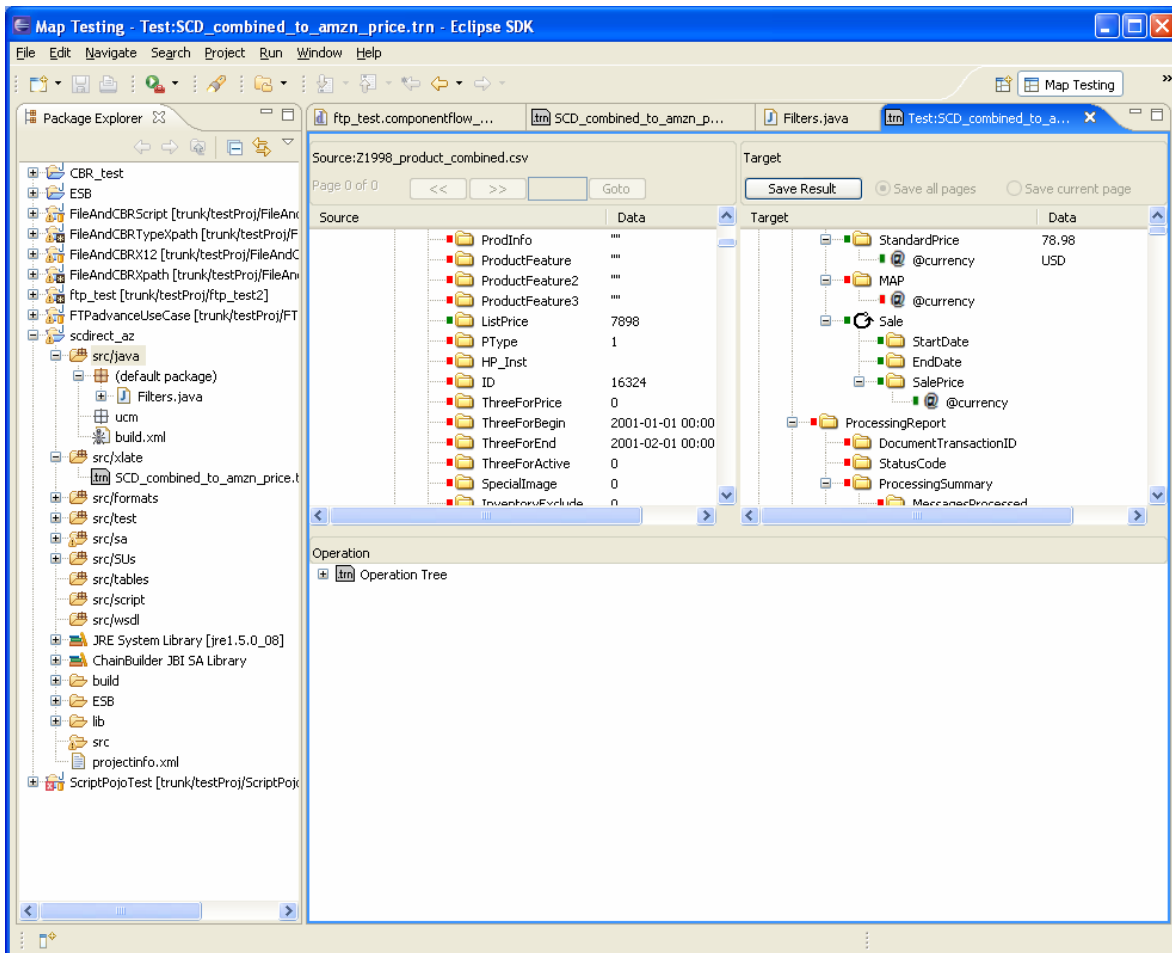 Map Testing - Test:SCD_combined_to_amzn_price.trn - Eclipse SDK
File Edit Navigate Search Project Run Window Help
» 
Map Testing
Package Explorer
ftp_test.componentflow_...
.trn SCD_combined_to_amzn_p...
Filters.java
.trn Test:SCD_combined_to_a...
CBR_test
ESB
FileAndCBRScript [trunk/testProj/FileAn
FileAndCBRTypeXpath [trunk/testProj/F
FileAndCBRX12 [trunk/testProj/FileAndC
FileAndCBRXpath [trunk/testProj/FileAn
ftp_test [trunk/testProj/ftp_test2]
FTPadvanceUseCase [trunk/testProj/FT
scdirect_az
src/java
(default package)
Filters.java
ucm
build.xml
src/xlate
.trn SCD_combined_to_amzn_price.t
src/formats
src/test
src/sa
src/SUs
src/tables
src/script
src/wsdl
JRE System Library [jre1.5.0_08]
ChainBuilder JBI SA Library
build
ESB
lib
src
projectinfo.xml
ScriptPojoTest [trunk/testProj/ScriptPoj
Source:Z1998_product_combined.csv
Page 0 of 0 << >> Goto
Source Data
ProdInfo ""
ProductFeature ""
ProductFeature2 ""
ProductFeature3 ""
ListPrice 7898
PType 1
HP_Inst
ID 16324
ThreeForPrice 0
ThreeForBegin 2001-01-01 00:00
ThreeForEnd 2001-02-01 00:00
ThreeForActive 0
SpecialImage 0
InventoryExclude 0
Target
Save Result Save all pages Save current page
Target Data
StandardPrice 78.98
@ @currency USD
MAP
@ @currency
Sale
StartDate
EndDate
SalePrice
@ @currency
ProcessingReport
DocumentTransactionID
StatusCode
ProcessingSummary
MessagesProcessed
Operation
.trn Operation Tree